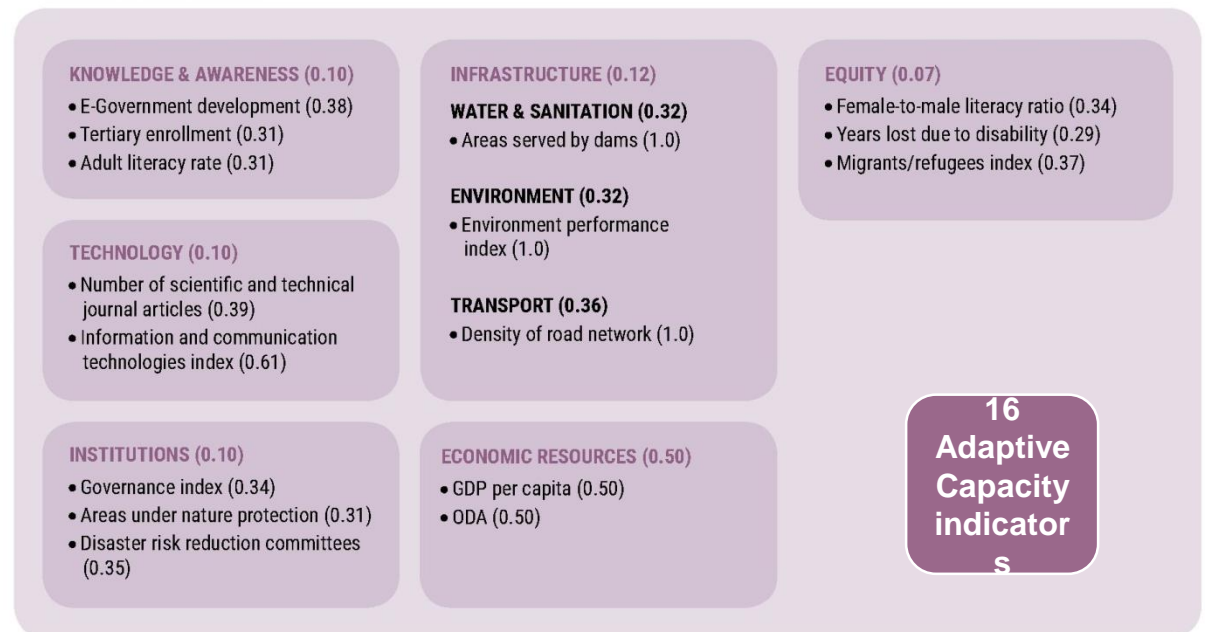 KNOWLEDGE & AWARENESS (0.10)
• E-Government development (0.38)
• Tertiary enrollment (0.31)
• Adult literacy rate (0.31)
TECHNOLOGY (0.10)
• Number of scientific and technical
journal articles (0.39)
• Information and communication
technologies index (0.61)
INSTITUTIONS (0.10)
• Governance index (0.34)
• Areas under nature protection (0.31)
• Disaster risk reduction committees
(0.35)
INFRASTRUCTURE (0.12)
WATER & SANITATION (0.32)
• Areas served by dams (1.0)
ENVIRONMENT (0.32)
• Environment performance
index (1.0)
TRANSPORT (0.36)
• Density of road network (1.0)
ECONOMIC RESOURCES (0.50)
• GDP per capita (0.50)
• ODA (0.50)
EQUITY (0.07)
• Female-to-male literacy ratio (0.34)
• Years lost due to disability (0.29)
• Migrants/refugees index (0.37)
16
Adaptive
Capacity
indicator
s